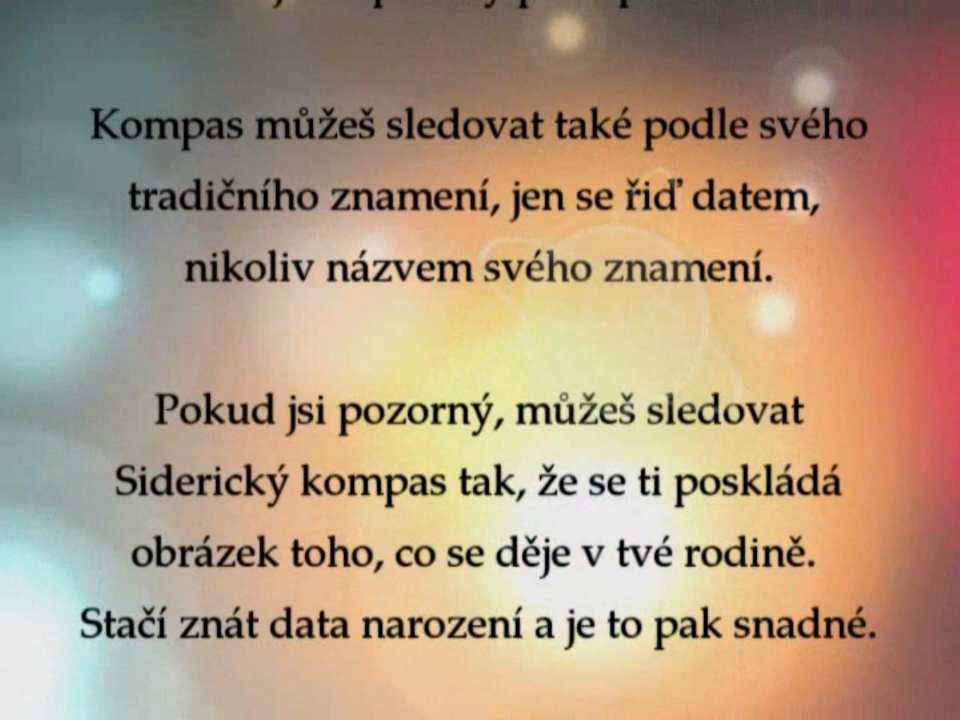 Kompas můžeš sledovat také podle svého
tradičního znamení, jen se řiď datem,
nikoliv názvem svého znamení.
Pokud jsi pozorný, můžeš sledovat
Siderický kompas tak, že se ti poskládá
obrázek toho, co se děje v tvé rodině.
Stačí znát data narození a je to pak snadné.